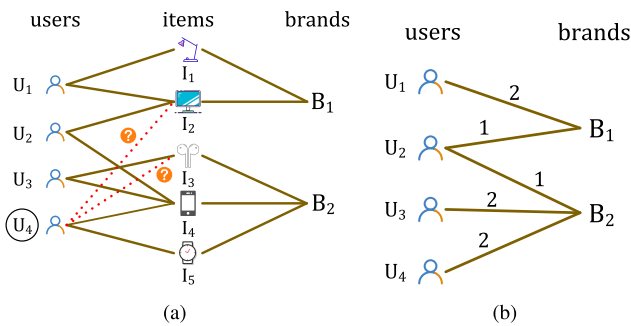 users items brands
U1
I1
I2
B1
U2
?
U3
I3
?
U4
I4
B2
I5
(a)
users brands
U1
2
B1
1
U2
1
U3
2
B2
2
U4
(b)